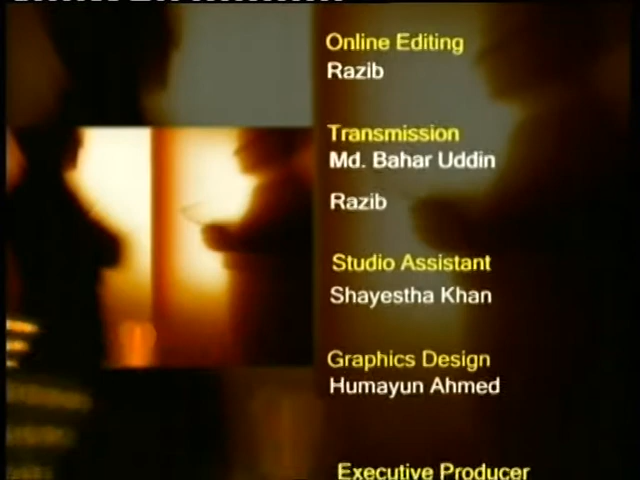 Online Editing
Razib
Transmission
Md. Bahar Uddin
Razib
Studio Assistant
Shayestha Khan
Graphics Design
Humayun Ahmed
Executive Producer